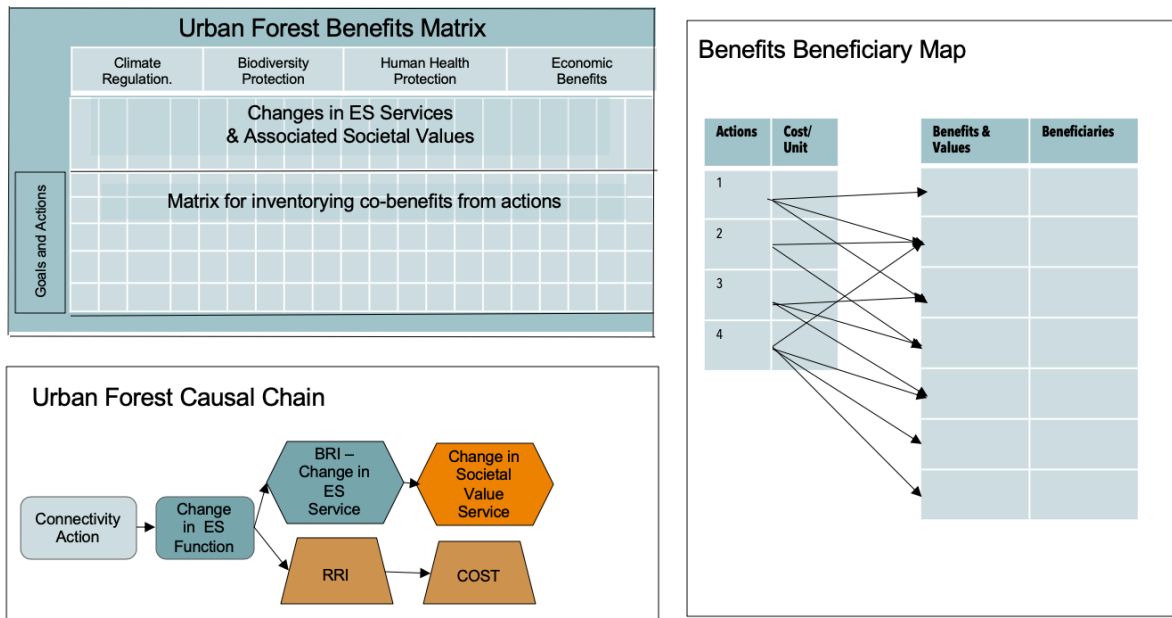 Urban Forest Benefits Matrix
Climate
Regulation.
Biodiversity
Protection
Human Health
Protection
Economic
Benefits
Changes in ES Services
& Associated Societal Values
Goals and Actions
Matrix for inventorying co-benefits from actions
Urban Forest Causal Chain
Connectivity
Action
Change
in ES
Function
BRI –
Change in
ES
Service
Change in
Societal
Value
Service
RRI
COST
Benefits Beneficiary Map
Actions
Cost/
Unit
Benefits &
Values
Beneficiaries
1
2
3
4